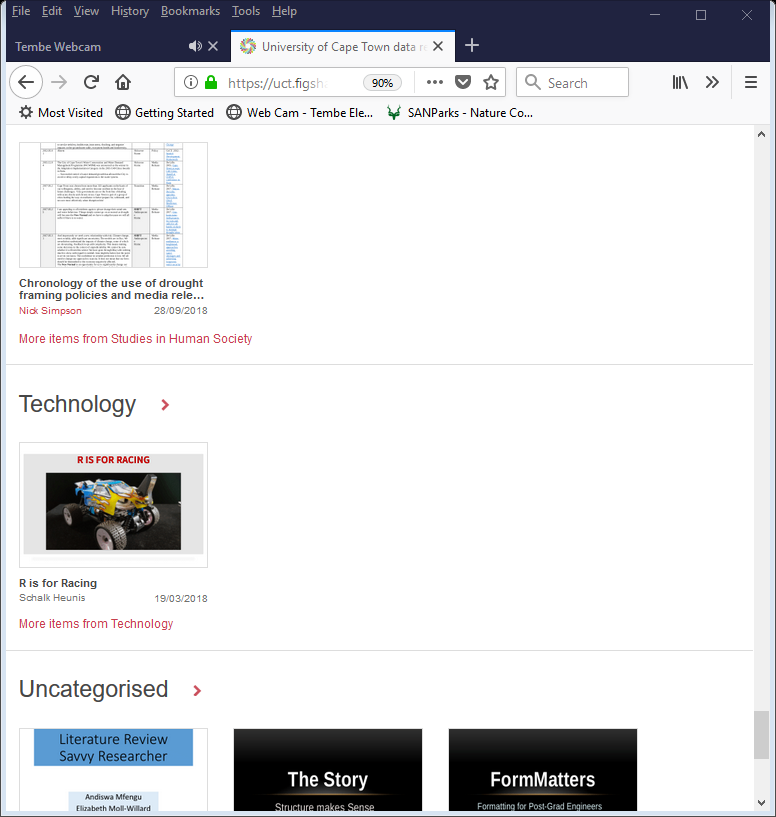 File Edit View History Bookmarks Tools Help
Tembe Webcam
University of Cape Town data re
https://uct.figsh
90%
Search
Most Visited
Getting Started
Web Cam - Tembe Ele...
SANParks - Nature Co...
Chronology of the use of drought
framing policies and media rele...
Nick Simpson 28/09/2018
More items from Studies in Human Society
Technology
R IS FOR RACING
R is for Racing
Schalk Heunis 19/03/2018
More items from Technology
Uncategorised
Literature Review
Savvy Researcher
Andiswa Mfengu
Elizabeth Moll-Willard
The Story
Structure makes Sense
FormMatters
Formatting for Post-Grad Engineers